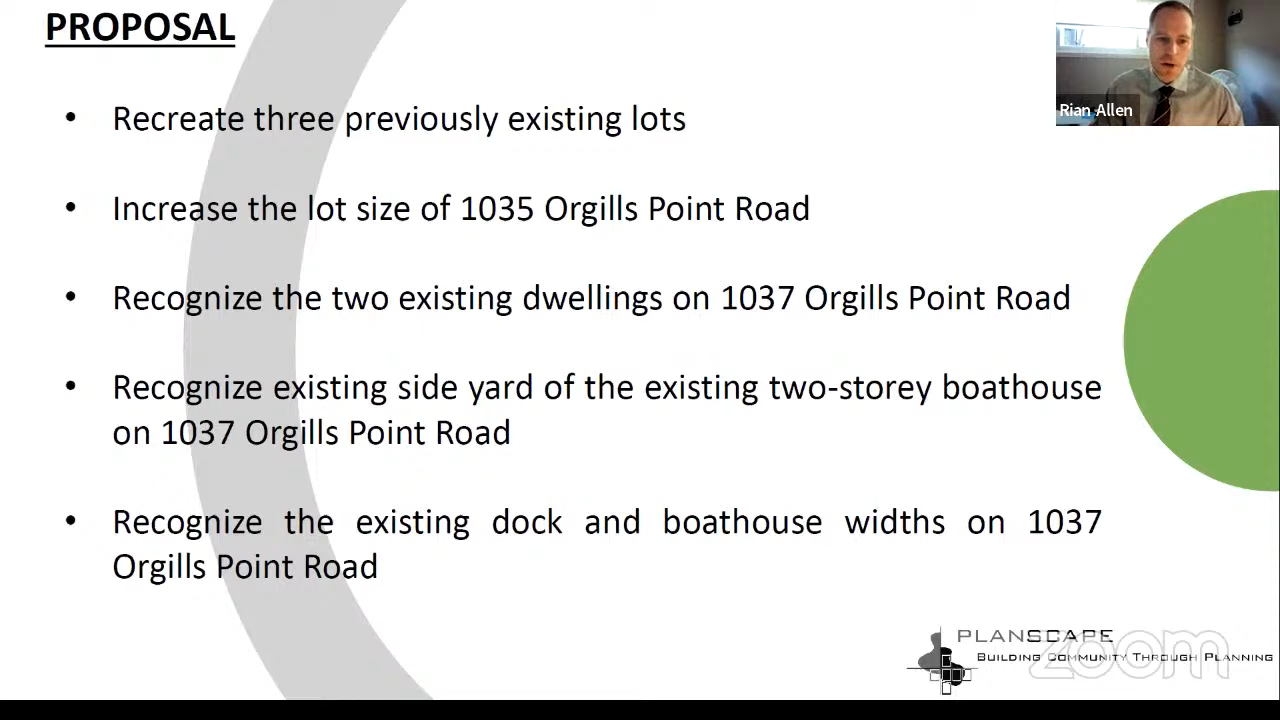 PROPOSAL
Rian Allen
• Recreate three previously existing lots
• Increase the lot size of 1035 Orgills Point Road
• Recognize the two existing dwellings on 1037 Orgills Point Road
• Recognize existing side yard of the existing two-storey boathouse
on 1037 Orgills Point Road
• Recognize the existing dock and boathouse widths on 1037
Orgills Point Road
PLANSCAPE
BUILDING COMMUNITY THROUGH PLANNING
zoom